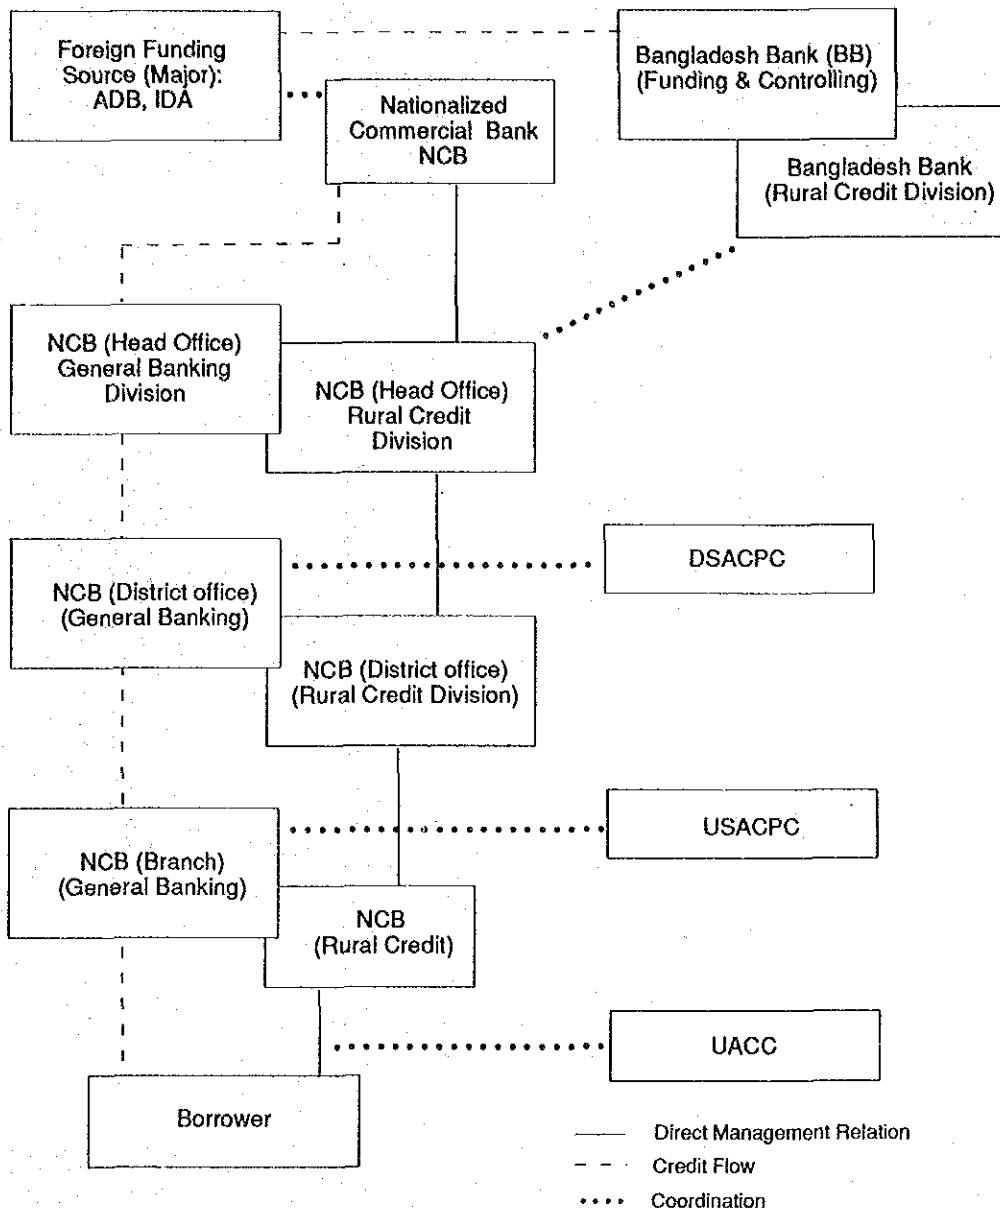 Foreign Funding
Source (Major):
ADB, IDA
Bangladesh Bank (BB)
(Funding & Controlling)
Nationalized
Commercial Bank
NCB
Bangladesh Bank
(Rural Credit Division)
NCB (Head Office)
General Banking
Division
NCB (Head Office)
Rural Credit
Division
DSACPC
NCB (District office)
(General Banking)
NCB (District office)
(Rural Credit Division)
USACPC
NCB (Branch)
(General Banking)
NCB
(Rural Credit)
UACC
Borrower
Direct Management Relation
Credit Flow
Coordination